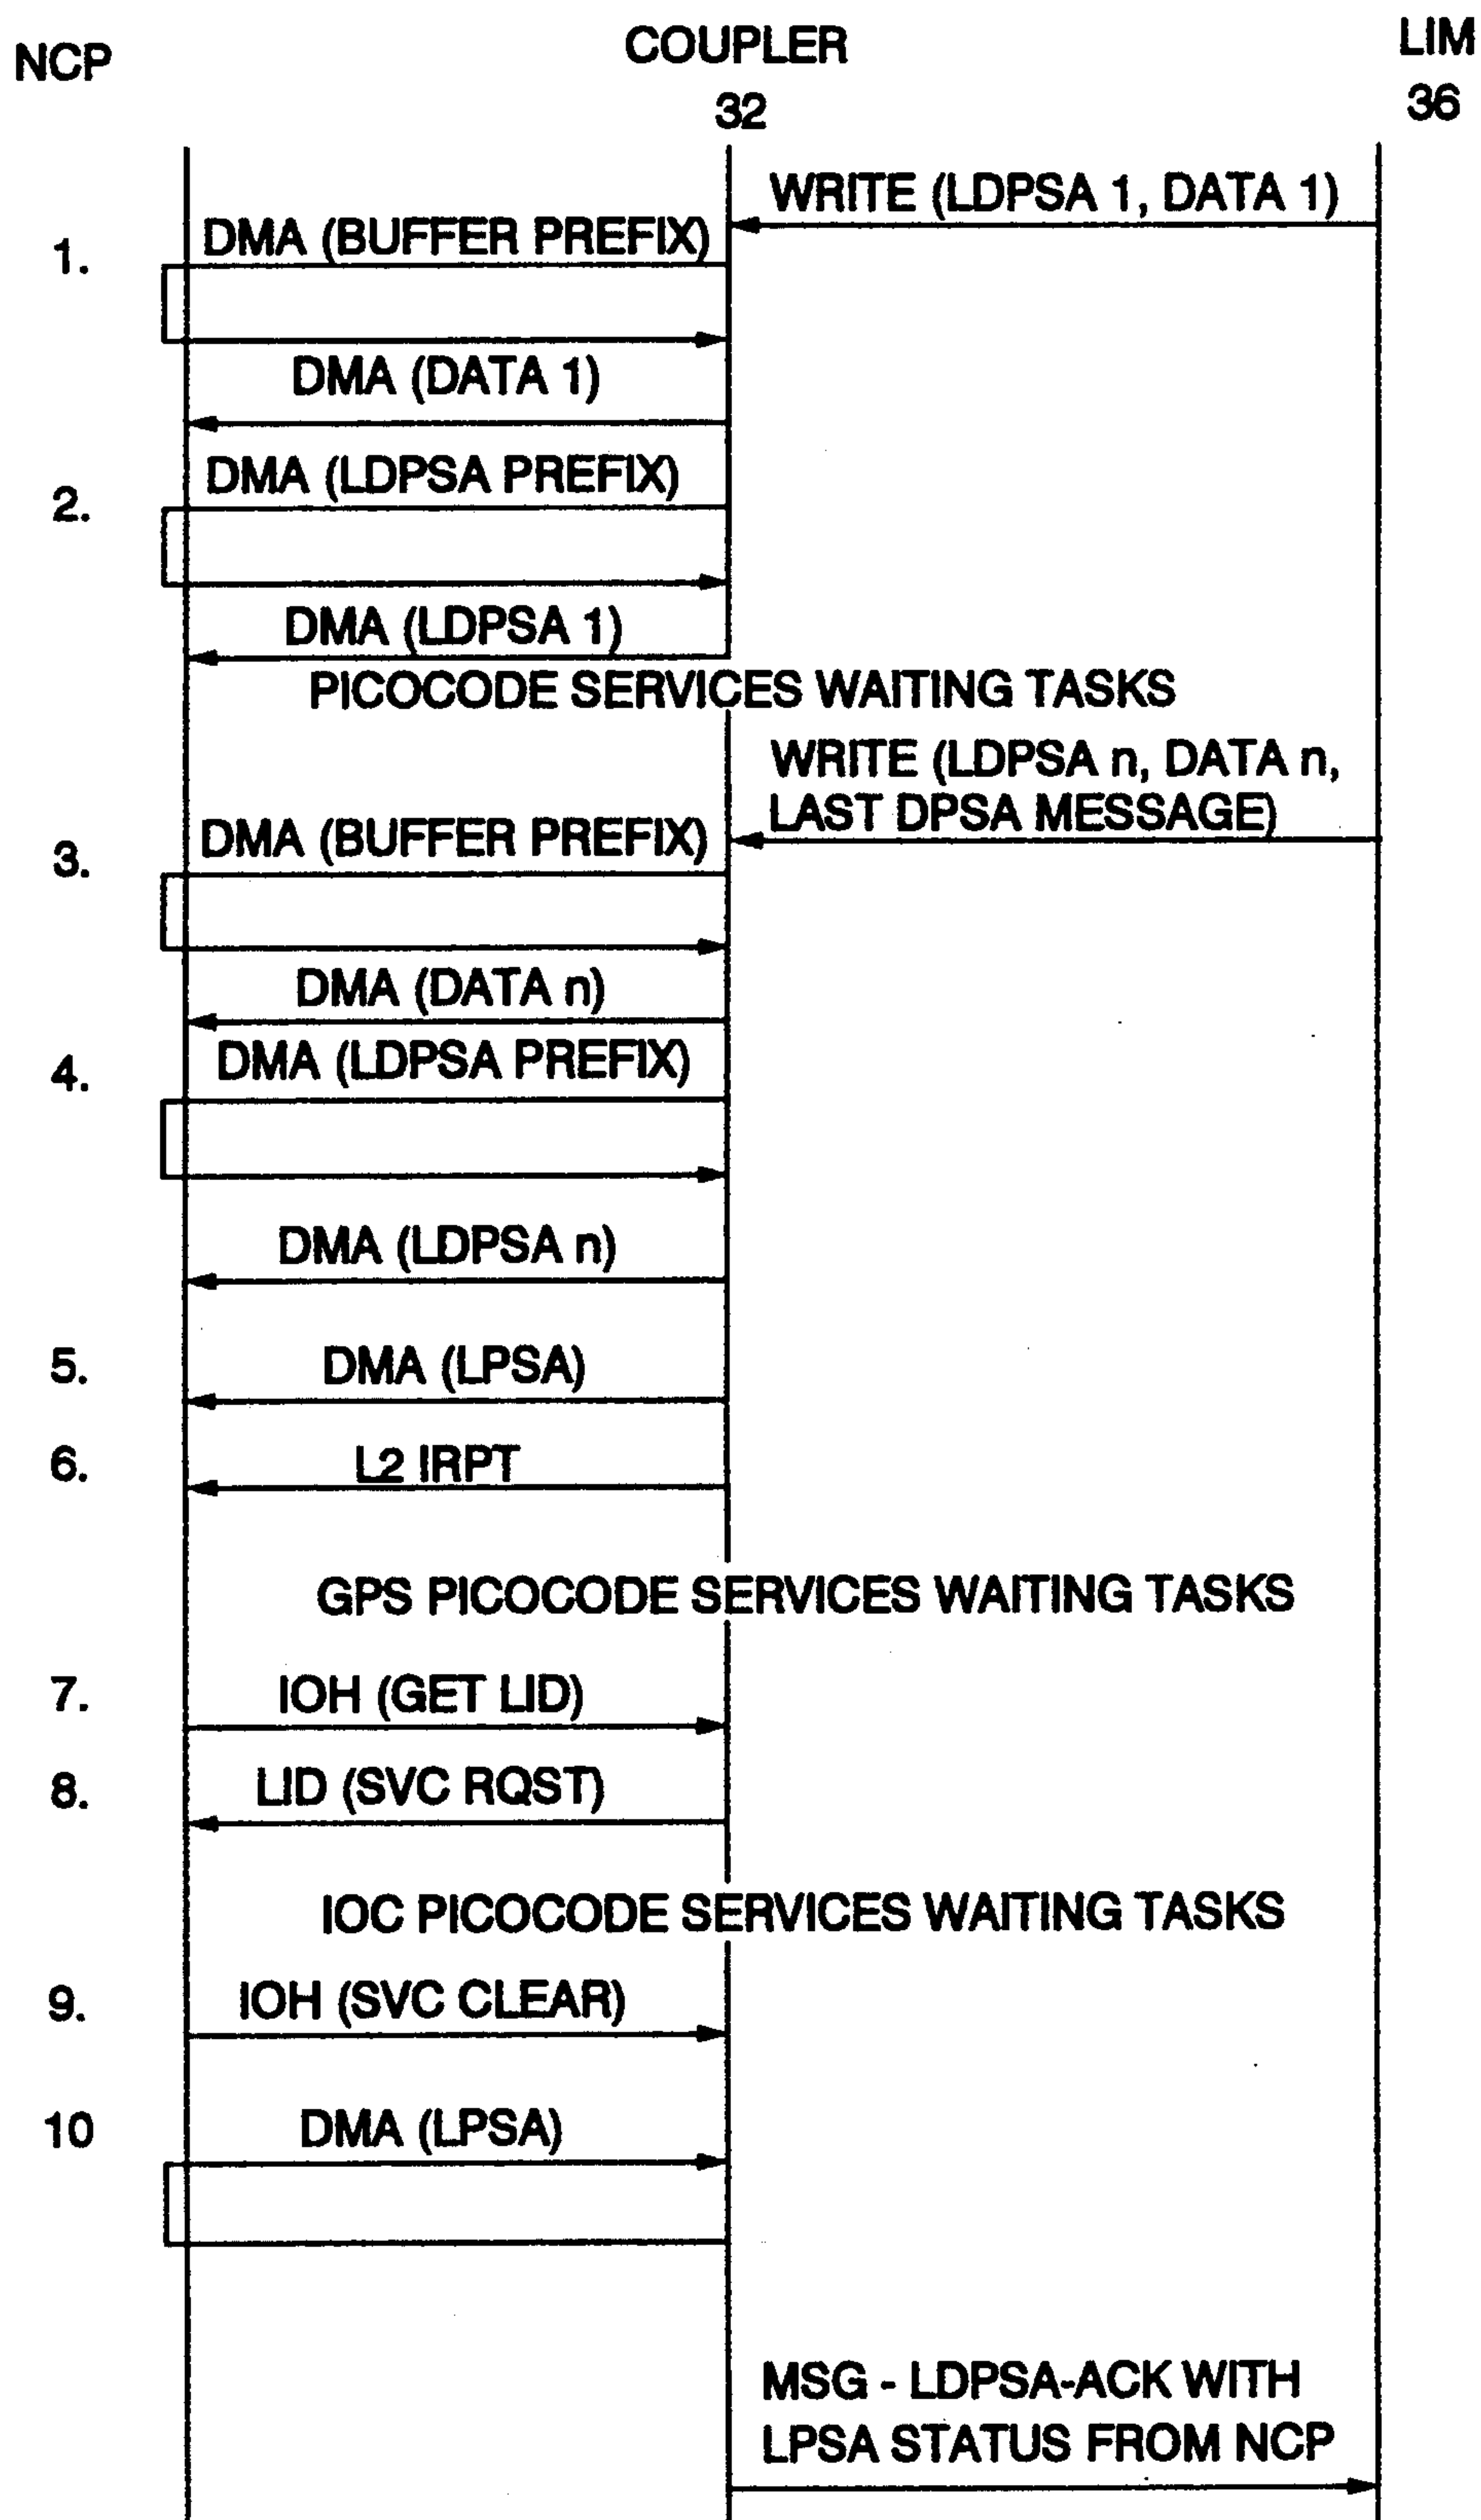 NCP
COUPLER
32
LIM
36
WRITE (LDPSA 1, DATA 1)
1.
DMA (BUFFER PREFIX)
DMA (DATA 1)
2.
DMA (LDPSA PREFIX)
DMA (LDPSA 1)
PICOCODE SERVICES WAITING TASKS
WRITE (LDPSA n, DATA n,
LAST DPSA MESSAGE)
3.
DMA (BUFFER PREFIX)
DMA (DATA n)
4.
DMA (LDPSA PREFIX)
DMA (LDPSA n)
5.
DMA (LPSA)
6.
L2 IRPT
GPS PICOCODE SERVICES WAITING TASKS
7.
IOH (GET LID)
8.
LID (SVC RQST)
IOC PICOCODE SERVICES WAITING TASKS
9.
IOH (SVC CLEAR)
10
DMA (LPSA)
MSG - LDPSA-ACK WITH
LPSA STATUS FROM NCP